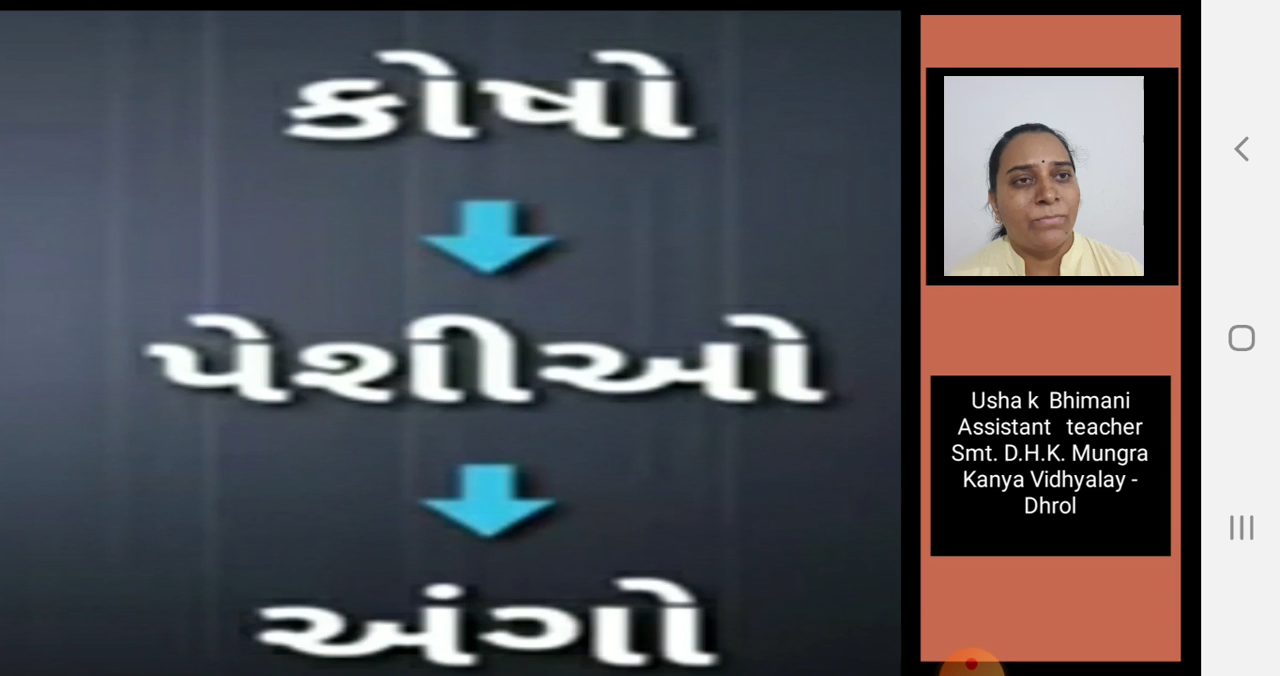 કોષો
પેશીઓ
અંગો
Usha k Bhimani
Assistant teacher
Smt. D.H.K. Mungra
Kanya Vidhyalay -
Dhrol